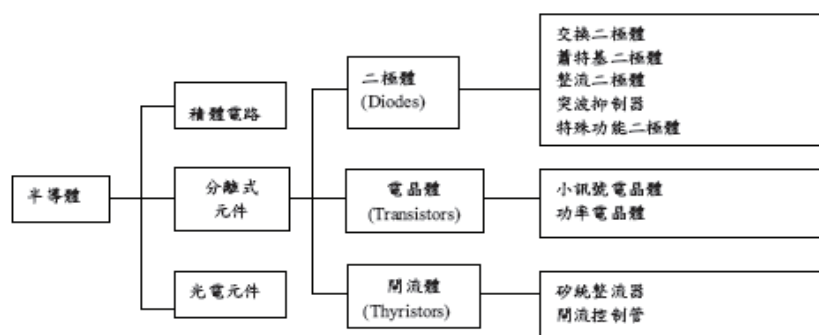 半導體
積體電路
分離式
元件
光電元件
二極體
(Diodes)
電晶體
(Transistors)
閘流體
(Thyristors)
交換二極體
蕭特基二極體
整流二極體
突波抑制器
特殊功能二極體
小訊號電晶體
功率電晶體
矽統整流器
閘流控制管